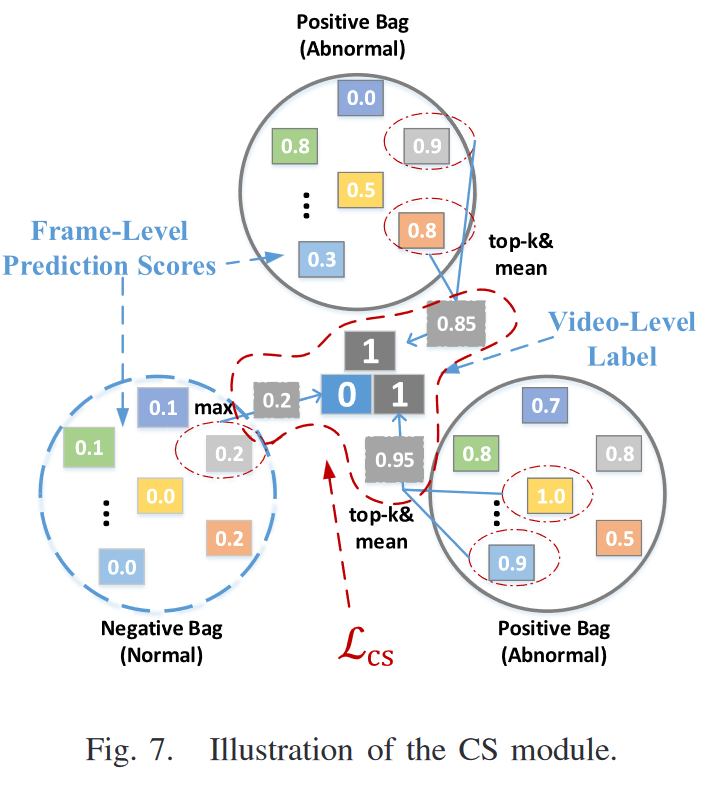 Positive Bag
(Abnormal)
0.0
0.8
0.9
0.5
0.8
0.3
Frame-Level
Prediction Scores
top-k&
mean
0.85
Video-Level
Label
1
0 1
0.2
0.95
top-k&
mean
0.1
max
0.1
0.2
0.0
0.2
0.0
Negative Bag
(Normal)
0.7
0.8
0.8
1.0
0.5
0.9
Positive Bag
(Abnormal)
ℒcs
Fig. 7. Illustration of the CS module.